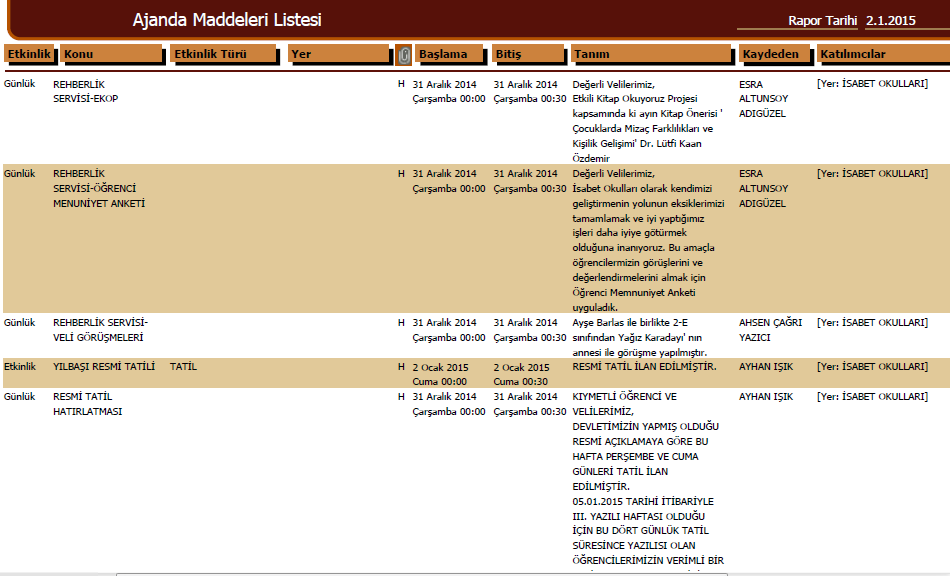 Ajanda Maddeleri Listesi
Rapor Tarihi 2.1.2015
Etkinlik Konu Etkinlik Türü Yer Başlama Bitiş Tanım Kaydeden Katılımcılar
Günlük REHBERLİK H 31 Aralık 2014 31 Aralık 2014 Değerli Velilerimiz, ESRA [Yer: İSABET OKULLARI]
SERVİSİ-EKOP Çarşamba 00:00 Çarşamba 00:30 Etkili Kitap Okuyoruz Projesi ALTUNSOY
kapsamında ki ayın Kitap Önerisi ' ADIGÜZEL
Çocuklarda Mizaç Farklılıkları ve
Kişilik Gelişimi' Dr. Lütfi Kaan
Özdemir
Günlük REHBERLİK H 31 Aralık 2014 31 Aralık 2014 Değerli Velilerimiz, ESRA [Yer: İSABET OKULLARI]
SERVİSİ-ÖĞRENCİ Çarşamba 00:00 Çarşamba 00:30 İsabet Okulları olarak kendimizi ALTUNSOY
MENUNİYET ANKETİ geliştirmenin yolunun eksiklerimizi ADIGÜZEL
tamamlamak ve iyi yaptığımız
işleri daha iyiye götürmek
olduğuna inanıyoruz. Bu amaçla
öğrencilermizin görüşlerini ve
değerlendirmelerini almak için
Öğrenci Memnuniyet Anketi
uyguladık.
Günlük REHBERLİK SERVİSİ- H 31 Aralık 2014 31 Aralık 2014 Ayşe Barlas ile birlikte 2-E AHSEN ÇAĞRI [Yer: İSABET OKULLARI]
VELİ GÖRÜŞMELERİ Çarşamba 00:00 Çarşamba 00:30 sınıfından Yağız Karadayı' nın YAZICI
annesi ile görüşme yapılmıştır.
Etkinlik YILBAŞI RESMİ TATİLİ TATİL H 2 Ocak 2015 2 Ocak 2015 RESMİ TATİL İLAN EDİLMİŞTİR. AYHAN IŞIK [Yer: İSABET OKULLARI]
Cuma 00:00 Cuma 00:30
Günlük RESMİ TATİL H 31 Aralık 2014 31 Aralık 2014 KIYMETLİ ÖĞRENCİ VE AYHAN IŞIK [Yer: İSABET OKULLARI]
HATIRLATMASI Çarşamba 00:00 Çarşamba 00:30 VELİLERİMİZ,
DEVLETİMİZİN YAPMIŞ OLDUĞU
RESMİ AÇIKLAMAYA GÖRE BU
HAFTA PERŞEMBE VE CUMA
GÜNLERİ TATİL İLAN
EDİLMİŞTİR.
05.01.2015 TARİHİ İTİBARİYLE
III. YAZILI HAFTASI OLDUĞU
İÇİN BU DÖRT GÜNLÜK TATİL
SÜRESİNCE YAZILISI OLAN
ÖĞRENCİLERİMİZİN VERİMLİ BİR